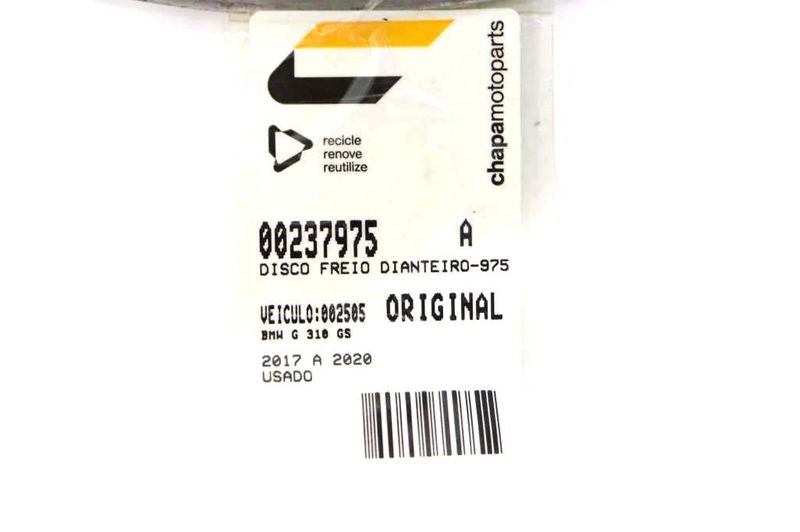 chapamotoparts
recicle
renove
reutilize
00237975 A
DISCO FREIO DIANTEIRO-975
VEICULO:002505 ORIGINAL
BMW G 310 GS
2017 A 2020
USADO